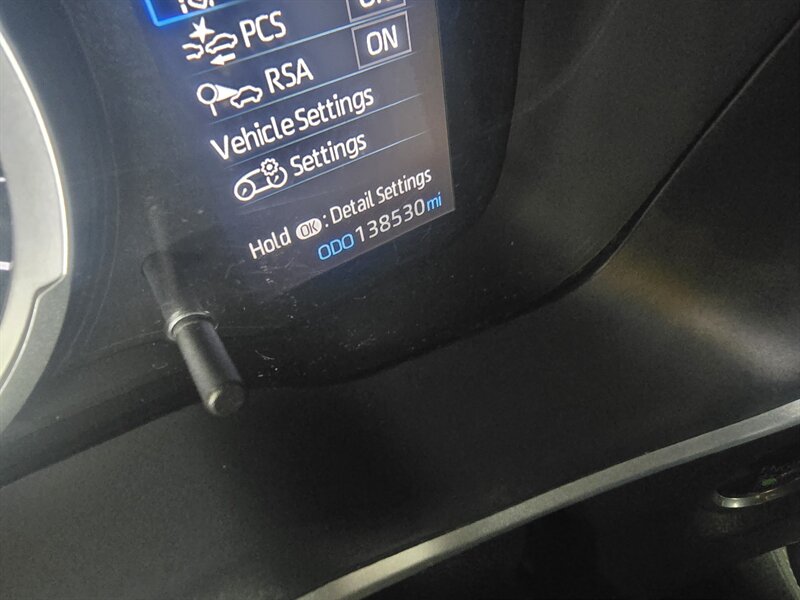 PCS ON
RSA
Vehicle Settings
Settings
Hold OK : Detail Settings
ODO 138530 mi